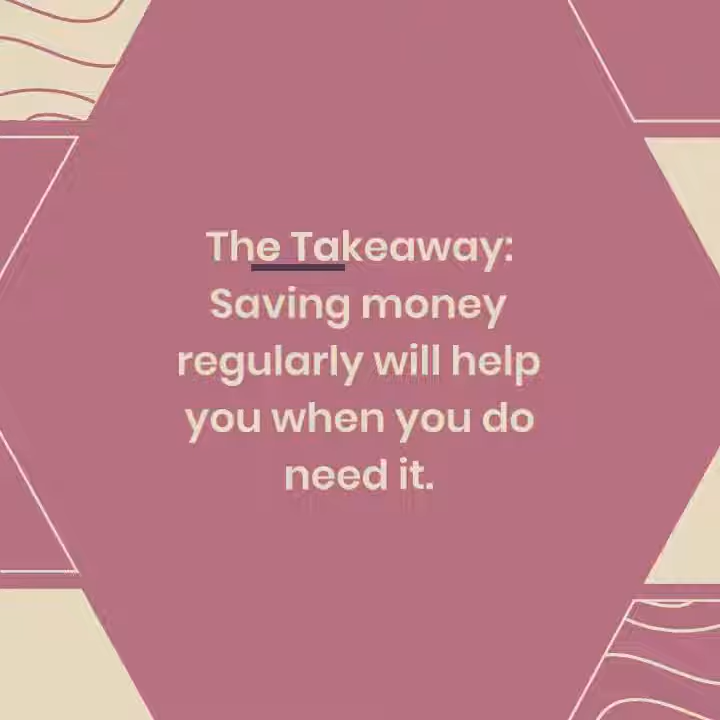 The Takeaway:
Saving money
regularly will help
you when you do
need it.